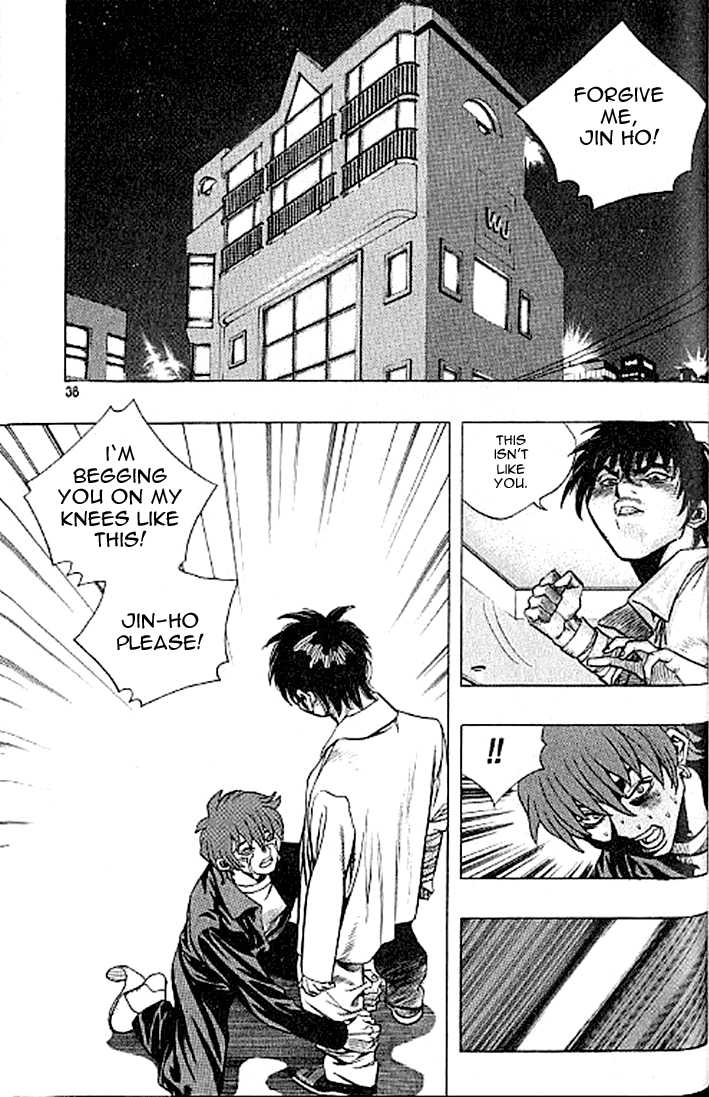 FORGIVE
ME,
JIN HO!
38
I'M
BEGGING
YOU ON MY
KNEES LIKE
THIS!
JIN-HO
PLEASE!
THIS
ISN'T
LIKE
YOU.
!!